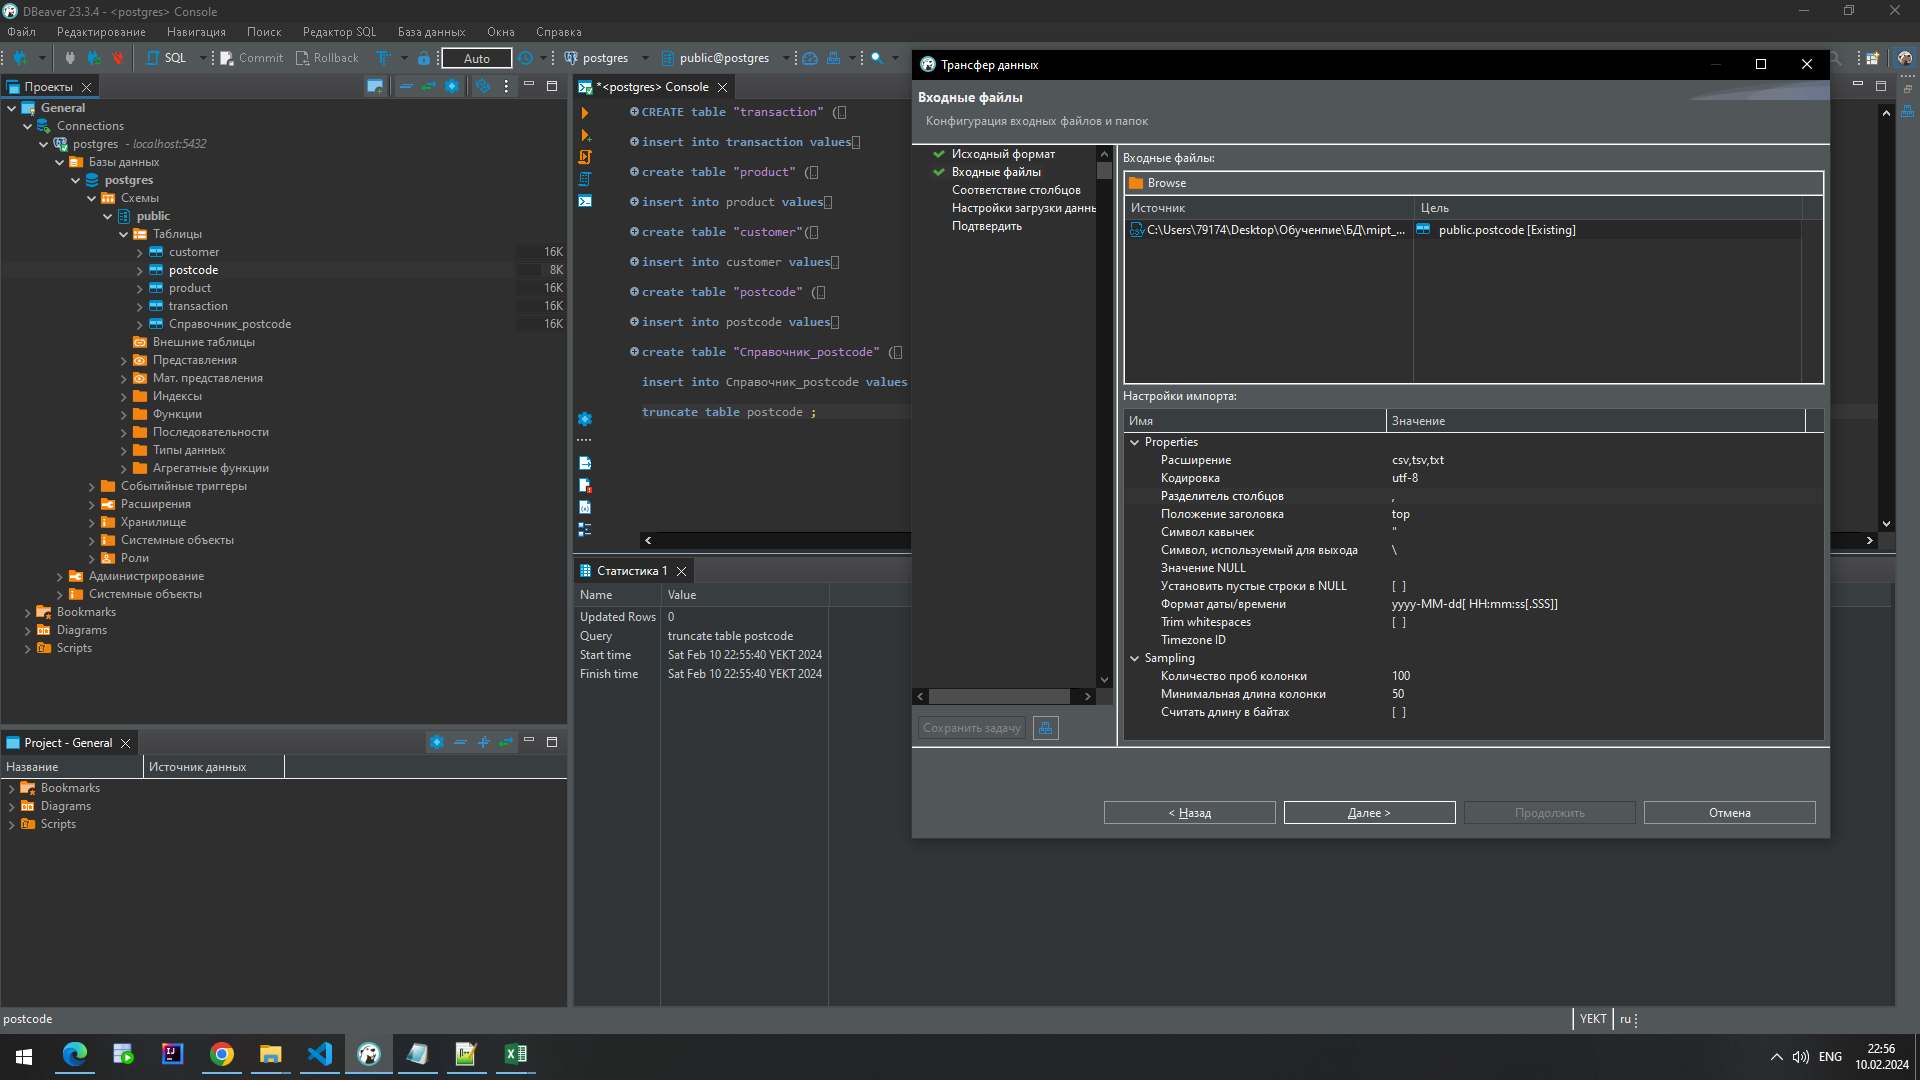 DBeaver 23.3.4 - <postgres> Console
Файл Редактирование Навигация Поиск Редактор SQL База данных Окна Справка
SQL Commit Rollback Auto postgres public@postgres
Проекты
General
Connections
postgres - localhost:5432
Базы данных
postgres
Схемы
public
Таблицы
customer 16K
postcode 8K
product 16K
transaction 16K
Справочник_postcode 16K
Внешние таблицы
Представления
Мат. представления
Индексы
Функции
Последовательности
Типы данных
Агрегатные функции
Событийные триггеры
Расширения
Хранилище
Системные объекты
Роли
Администрирование
Системные объекты
Bookmarks
Diagrams
Scripts
Project - General
Название Источник данных
Bookmarks
Diagrams
Scripts
*<postgres> Console
CREATE table "transaction" (
insert into transaction values
create table "product" (
insert into product values
create table "customer"(
insert into customer values
create table "postcode" (
insert into postcode values
create table "Справочник_postcode" (
insert into Справочник_postcode values
truncate table postcode ;
Статистика 1
Name Value
Updated Rows 0
Query truncate table postcode
Start time Sat Feb 10 22:55:40 YEKT 2024
Finish time Sat Feb 10 22:55:40 YEKT 2024
Трансфер данных
Входные файлы
Конфигурация входных файлов и папок
Исходный формат
Входные файлы
Соответствие столбцов
Настройки загрузки данны
Подтвердить
Сохранить задачу
Входные файлы:
Browse
Источник Цель
C:\Users\79174\Desktop\Обученпие\БД\mipt_... public.postcode [Existing]
Настройки импорта:
Имя Значение
Properties
Расширение csv,tsv,txt
Кодировка utf-8
Разделитель столбцов ,
Положение заголовка top
Символ кавычек "
Символ, используемый для выхода \
Значение NULL
Установить пустые строки в NULL [ ]
Формат даты/времени yyyy-MM-dd[ HH:mm:ss[.SSS]]
Trim whitespaces [ ]
Timezone ID
Sampling
Количество проб колонки 100
Минимальная длина колонки 50
Считать длину в байтах [ ]
< Назад Далее > Продолжить Отмена
postcode YEKT ru
ENG 22:56
10.02.2024